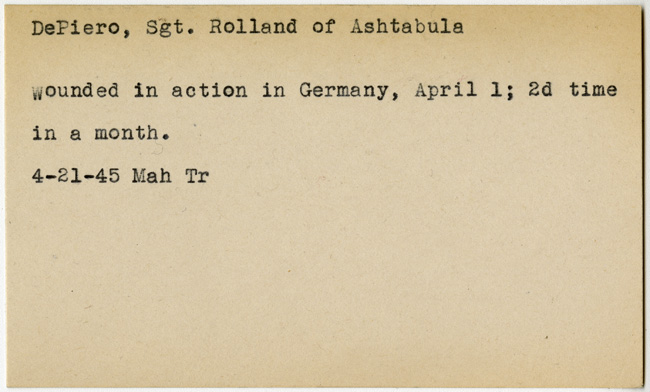 DePiero, Sgt. Rolland of Ashtabula
wounded in action in Germany, April 1; 2d time
in a month.
4-21-45 Mah Tr